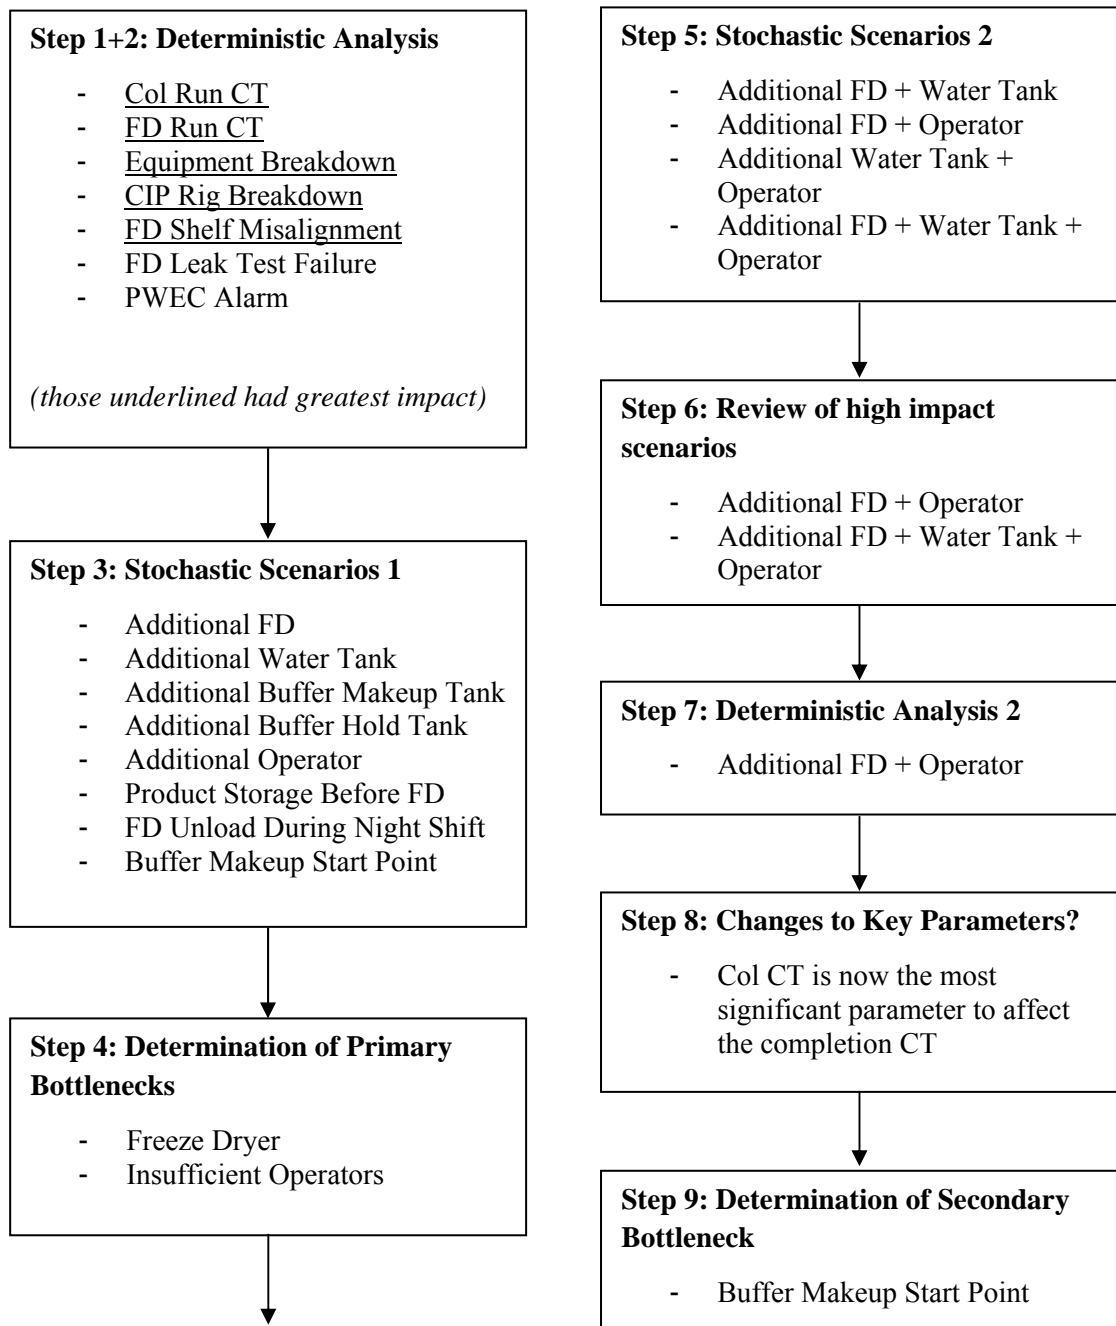 Step 1+2: Deterministic Analysis
- Col Run CT
- FD Run CT
- Equipment Breakdown
- CIP Rig Breakdown
- FD Shelf Misalignment
- FD Leak Test Failure
- PWEC Alarm
(those underlined had greatest impact)
Step 3: Stochastic Scenarios 1
- Additional FD
- Additional Water Tank
- Additional Buffer Makeup Tank
- Additional Buffer Hold Tank
- Additional Operator
- Product Storage Before FD
- FD Unload During Night Shift
- Buffer Makeup Start Point
Step 4: Determination of Primary
Bottlenecks
- Freeze Dryer
- Insufficient Operators
Step 5: Stochastic Scenarios 2
- Additional FD + Water Tank
- Additional FD + Operator
- Additional Water Tank +
Operator
- Additional FD + Water Tank +
Operator
Step 6: Review of high impact
scenarios
- Additional FD + Operator
- Additional FD + Water Tank +
Operator
Step 7: Deterministic Analysis 2
- Additional FD + Operator
Step 8: Changes to Key Parameters?
- Col CT is now the most
significant parameter to affect
the completion CT
Step 9: Determination of Secondary
Bottleneck
- Buffer Makeup Start Point